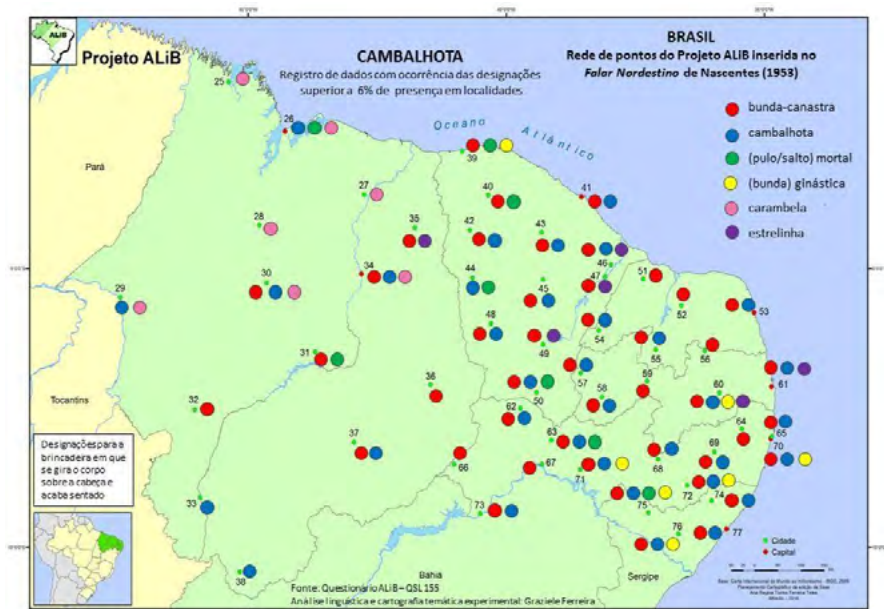 ALiB
Projeto ALiB
CAMBALHOTA
Registro de dados com ocorrência das designações
superior a 6% de presença em localidades
BRASIL
Rede de pontos do Projeto ALiB inserida no
Falar Nordestino de Nascentes (1953)
bunda-canastra
cambalhota
(pulo/salto) mortal
(bunda) ginástica
carambela
estrelinha
Oceano Atlântico
Pará
Tocantins
Bahia
Sergipe
25
26
39
27
40
41
28
35
42
43
34
30
44
46
47
51
29
45
52
53
48
54
49
55
56
31
36
57
59
60
61
32
50
58
62
64
65
37
63
69
70
66
67
68
71
72
74
33
73
75
76
77
38
Designações para a
brincadeira em que
se gira o corpo
sobre a cabeça e
acaba sentado
Cidade
Capital
Fonte: Questionário ALiB – QSL 155
Análise linguística e cartografia temática experimental: Graziele Ferreira